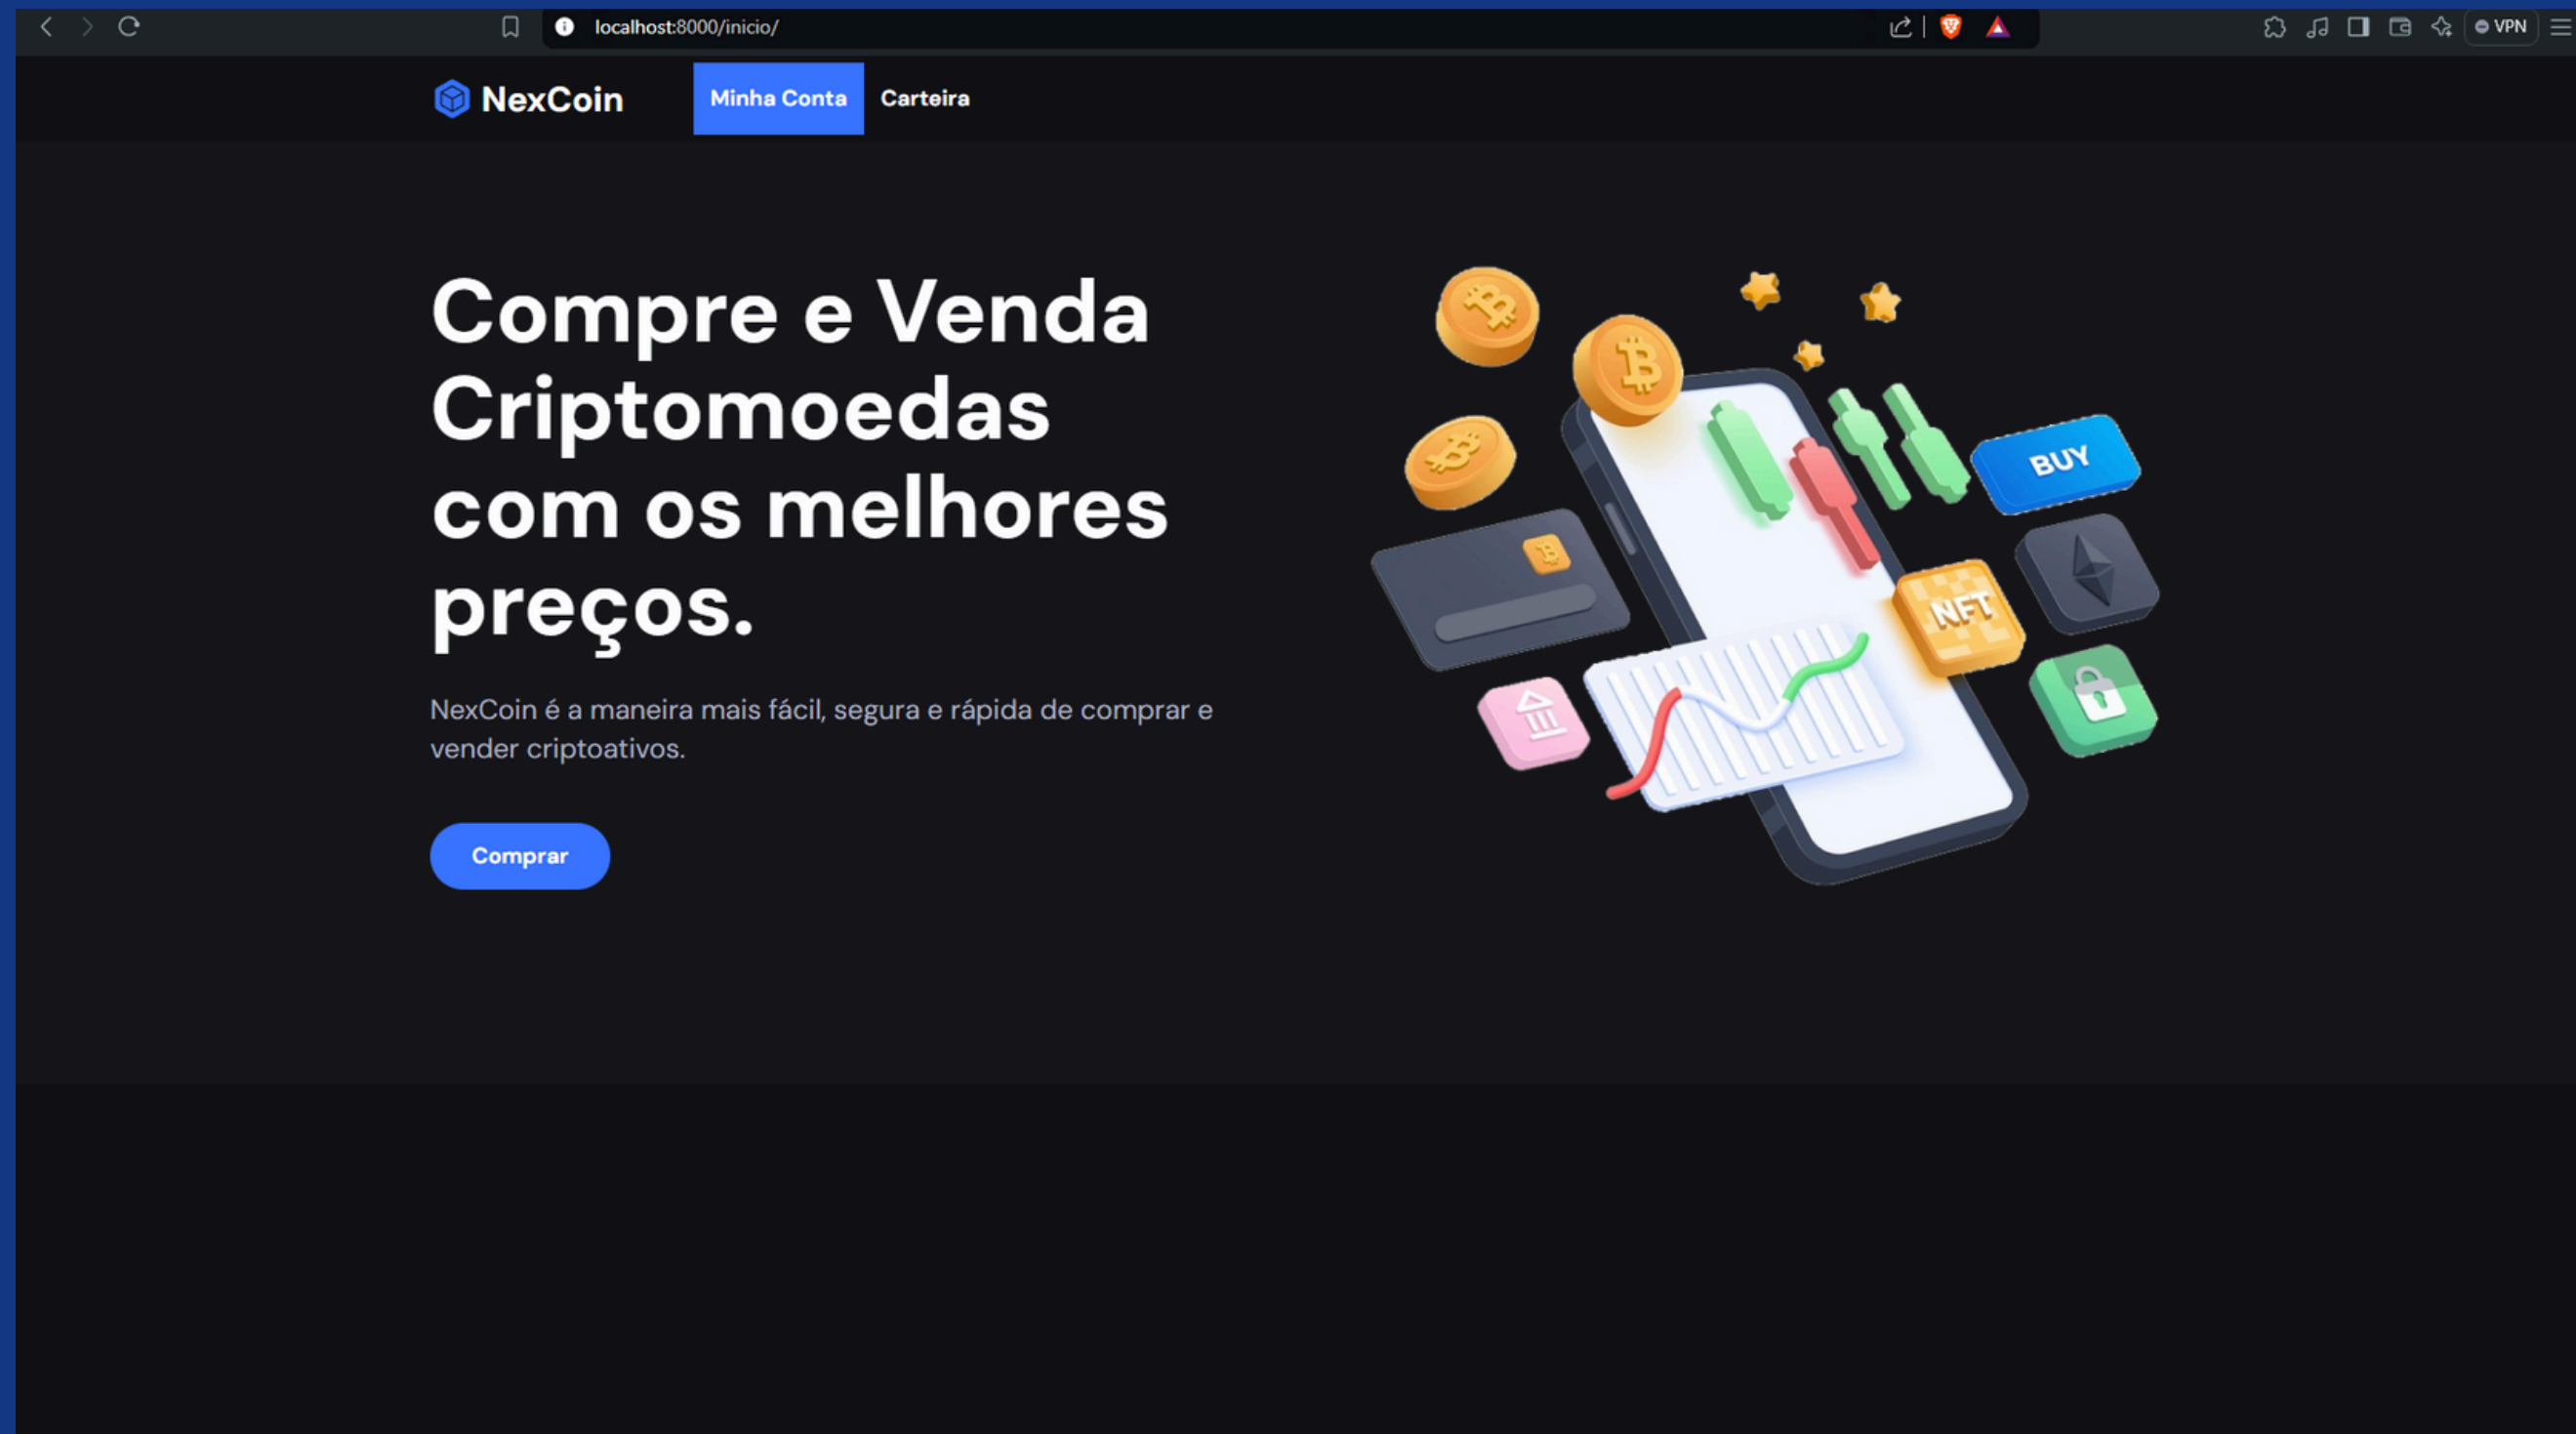 localhost:8000/inicio/
VPN
NexCoin
Minha Conta
Carteira
Compre e Venda
Criptomoedas
com os melhores
preços.
NexCoin é a maneira mais fácil, segura e rápida de comprar e
vender criptoativos.
Comprar
BUY
NFT